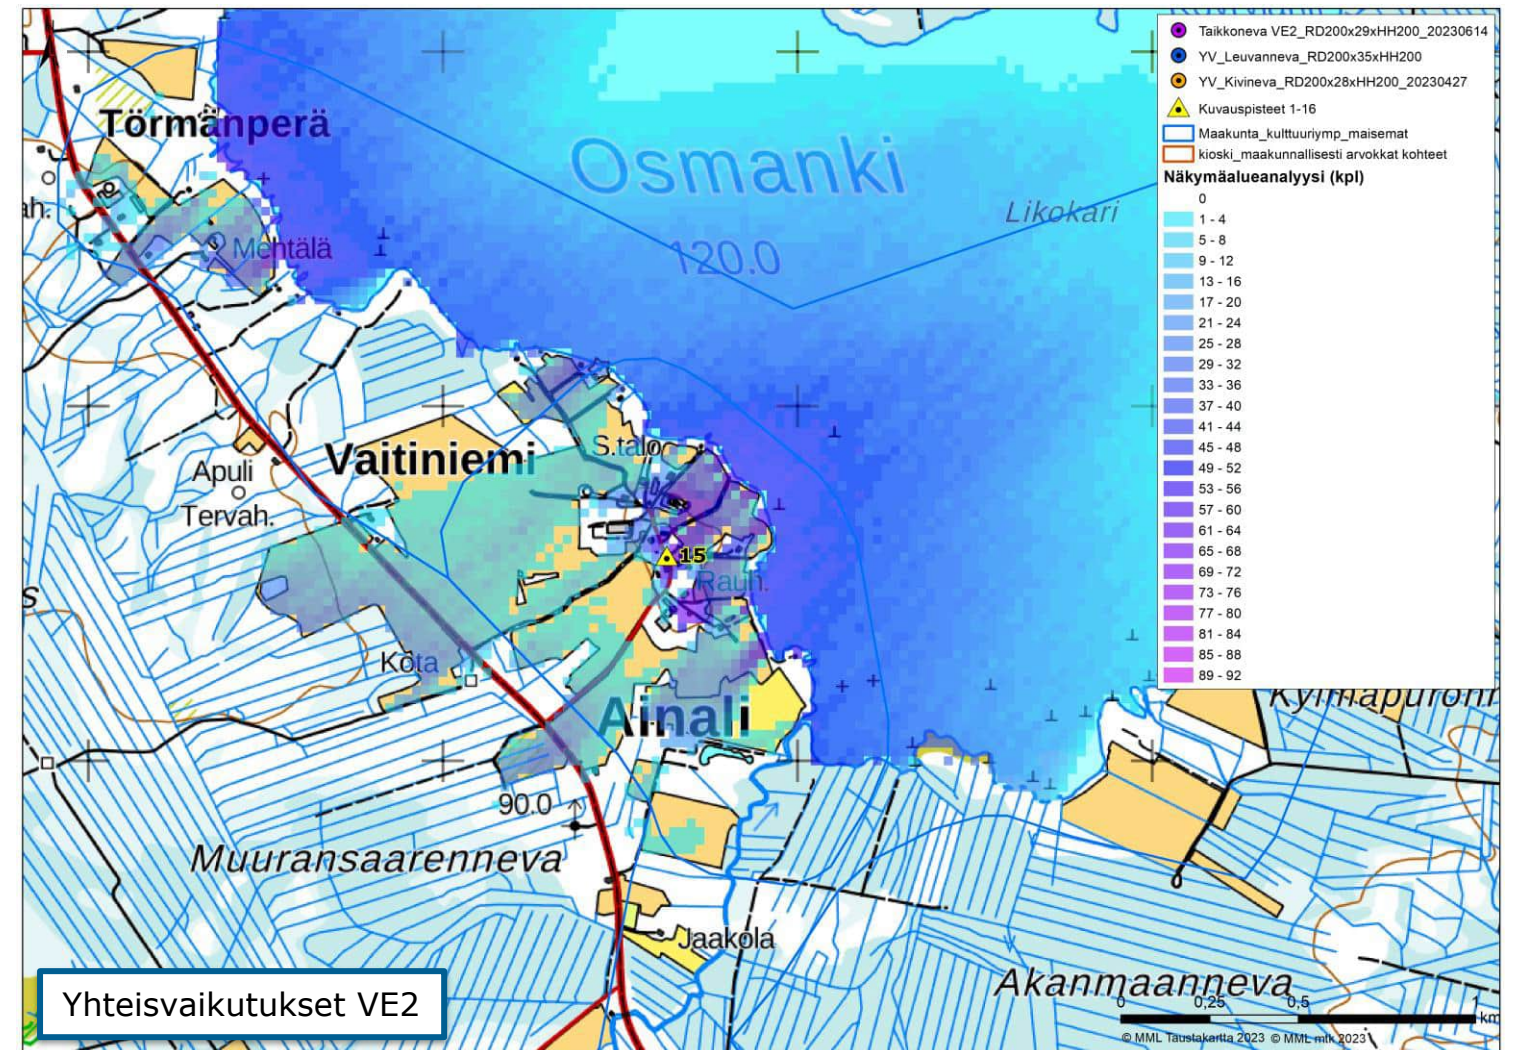 Taikkoneva VE2_RD200x29xHH200_20230614
YV_Leuvanneva_RD200x35xHH200
YV_Kivineva_RD200x28xHH200_20230427
Kuvauspisteet 1-16
Maakunta_kulttuuriymp_maisemat
kioski_maakunnallisesti arvokkat kohteet
Näkymäalueanalyysi (kpl)
0
1 - 4
5 - 8
9 - 12
13 - 16
17 - 20
21 - 24
25 - 28
29 - 32
33 - 36
37 - 40
41 - 44
45 - 48
49 - 52
53 - 56
57 - 60
61 - 64
65 - 68
69 - 72
73 - 76
77 - 80
81 - 84
85 - 88
89 - 92
Törmänperä
Osmanki
Likokari
ah.
Mehtälä
120.0
S.talo
Vaitiniemi
Apuli
Tervah.
15
Rauh.
s
Kota
Ainali
90.0
Muuransaarenneva
Jaakola
Akanmaanneva
Yhteisvaikutukset VE2
0 0,25 0,5 1
km
© MML Taustakartta 2023 © MML mtk 2023